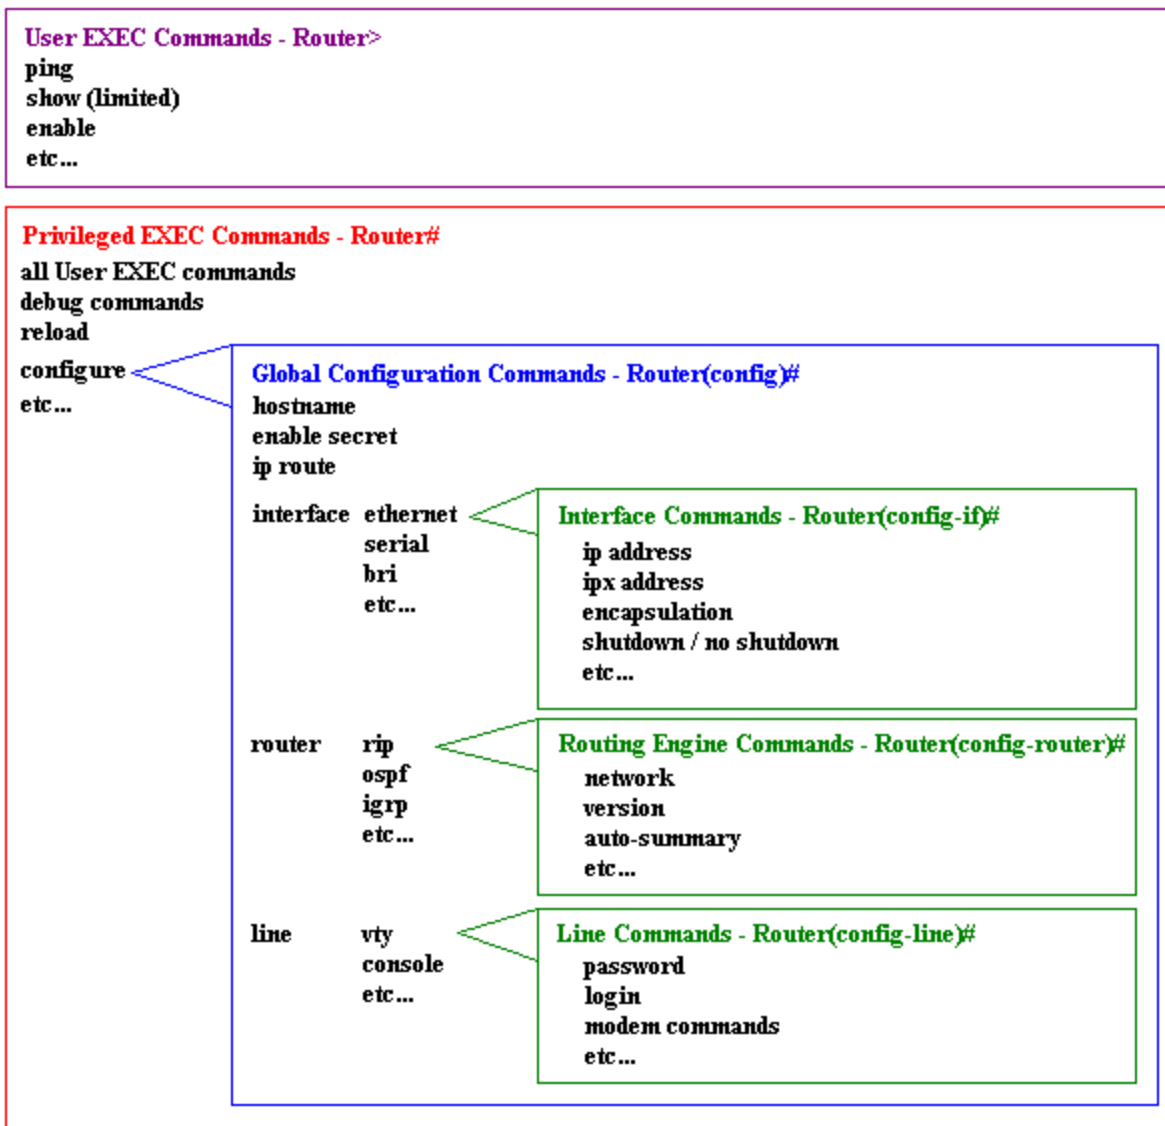 User EXEC Commands - Router>
ping
show (limited)
enable
etc...
Privileged EXEC Commands - Router#
all User EXEC commands
debug commands
reload
configure
etc...
Global Configuration Commands - Router(config)#
hostname
enable secret
ip route
interface ethernet
serial
bri
etc...
Interface Commands - Router(config-if)#
ip address
ipx address
encapsulation
shutdown / no shutdown
etc...
router rip
ospf
igrp
etc...
Routing Engine Commands - Router(config-router)#
network
version
auto-summary
etc...
line vty
console
etc...
Line Commands - Router(config-line)#
password
login
modem commands
etc...